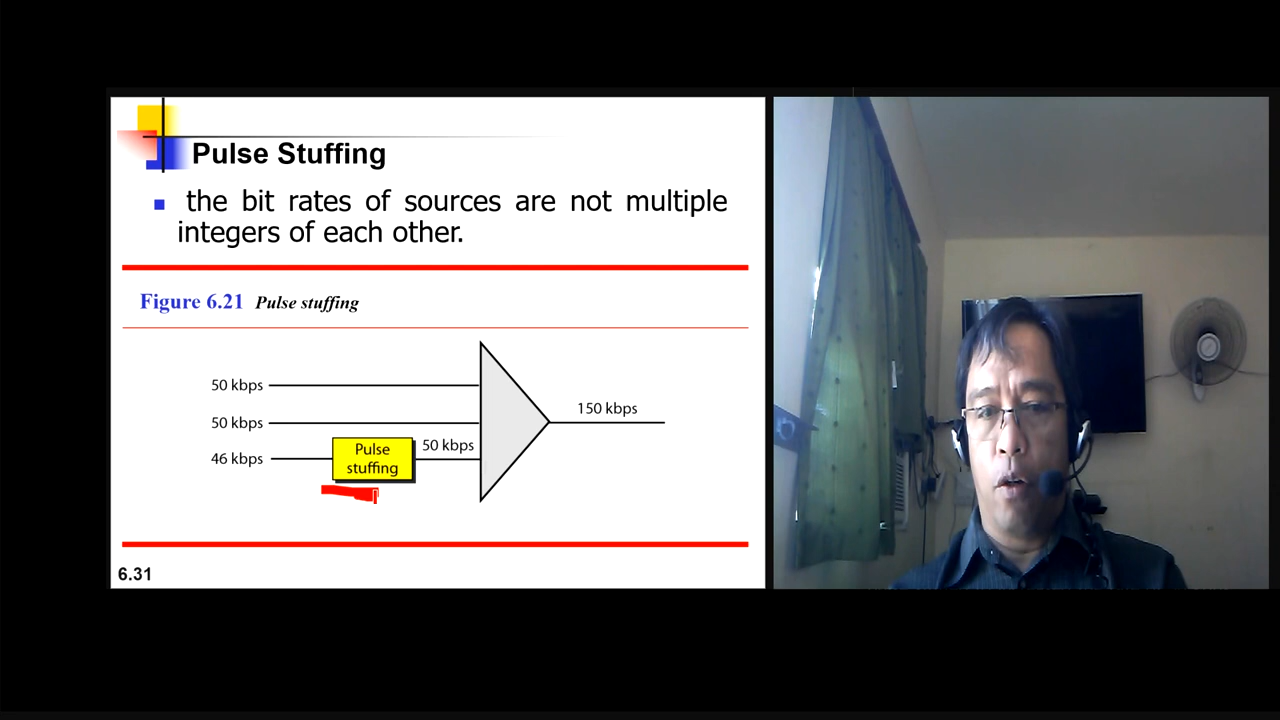 Pulse Stuffing
the bit rates of sources are not multiple
integers of each other.
Figure 6.21 Pulse stuffing
50 kbps
50 kbps
46 kbps
Pulse
stuffing
50 kbps
150 kbps
6.31